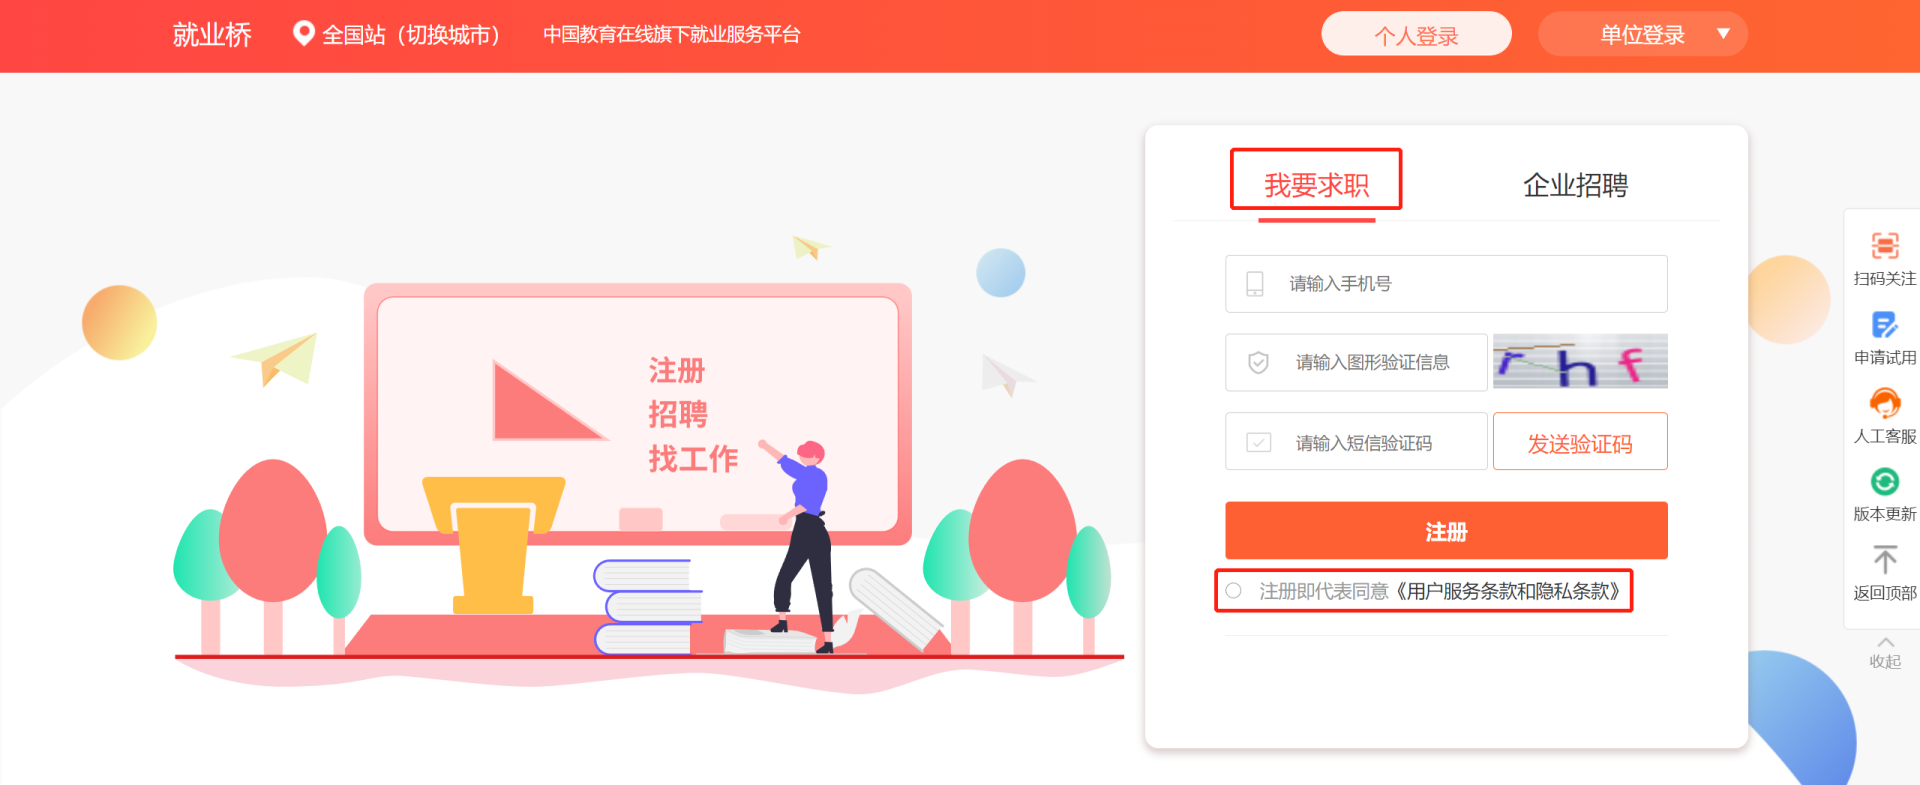 就业桥
全国站（切换城市）
中国教育在线旗下就业服务平台
个人登录
单位登录
我要求职
企业招聘
请输入手机号
请输入图形验证信息
r h f
请输入短信验证码
发送验证码
注册
注册即代表同意《用户服务条款和隐私条款》
注册
招聘
找工作
扫码关注
申请试用
人工客服
版本更新
返回顶部
收起